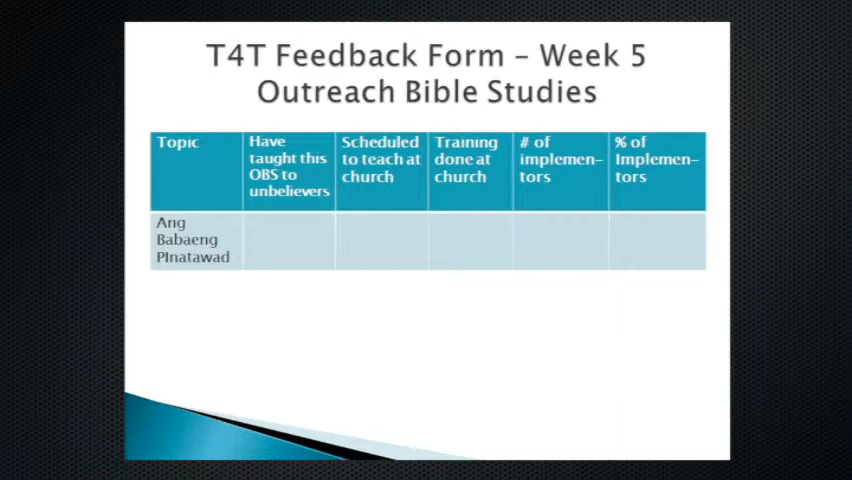 T4T Feedback Form – Week 5
Outreach Bible Studies
Topic
Have
taught this
OBS to
unbelievers
Scheduled
to teach at
church
Training
done at
church
# of
implemen-
tors
% of
Implemen-
tors
Ang
Babaeng
PInatawad